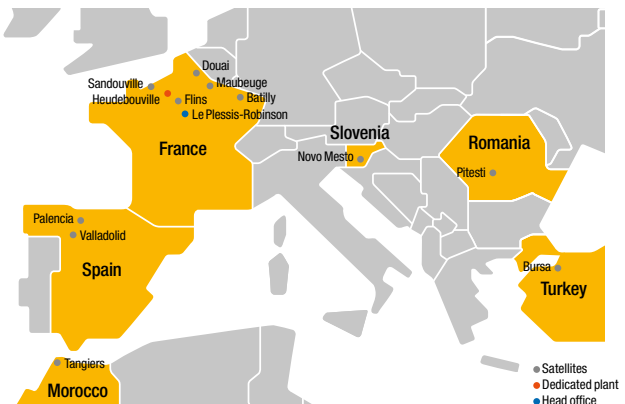 Douai
Sandouville
Maubeuge
Heudebouville
Flins
Batilly
Le Plessis-Robinson
France
Slovenia
Novo Mesto
Romania
Pitesti
Palencia
Valladolid
Spain
Bursa
Turkey
Tangiers
Morocco
Satellites
Dedicated plant
Head office